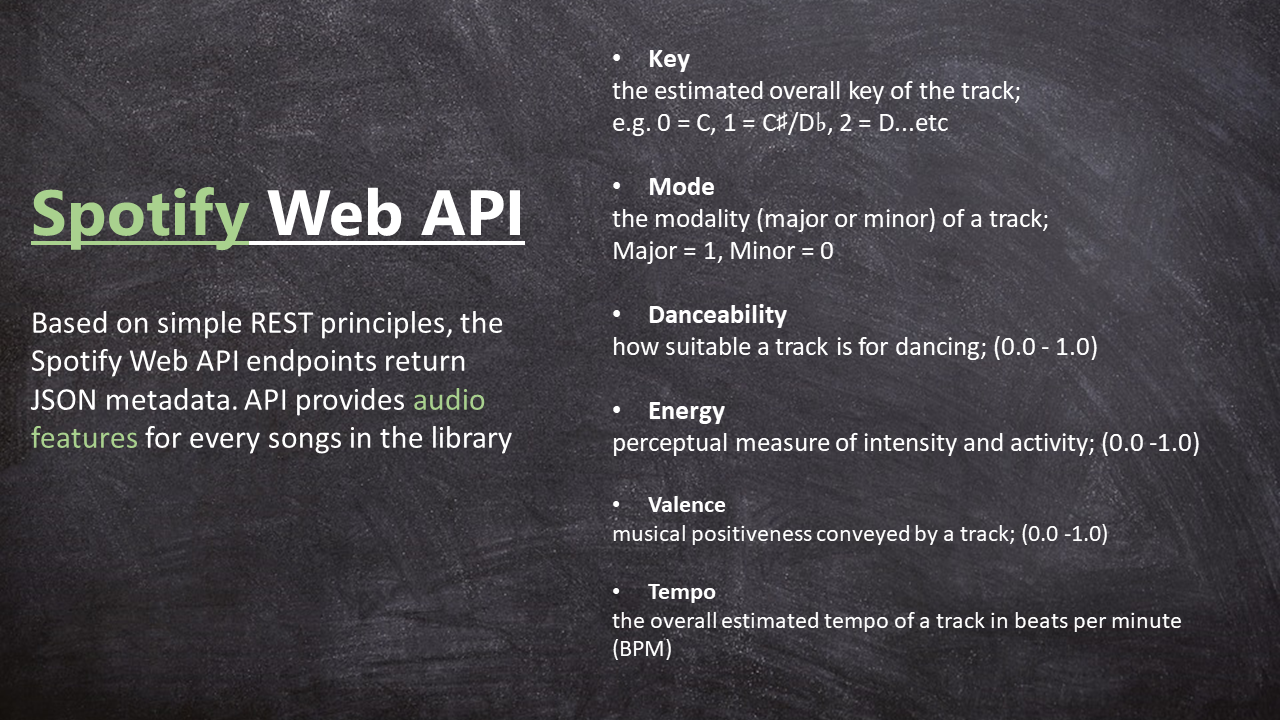 Spotify Web API
Based on simple REST principles, the
Spotify Web API endpoints return
JSON metadata. API provides audio
features for every songs in the library
• Key
the estimated overall key of the track;
e.g. 0 = C, 1 = C♯/D♭, 2 = D...etc
• Mode
the modality (major or minor) of a track;
Major = 1, Minor = 0
• Danceability
how suitable a track is for dancing; (0.0 - 1.0)
• Energy
perceptual measure of intensity and activity; (0.0 -1.0)
• Valence
musical positiveness conveyed by a track; (0.0 -1.0)
• Tempo
the overall estimated tempo of a track in beats per minute
(BPM)